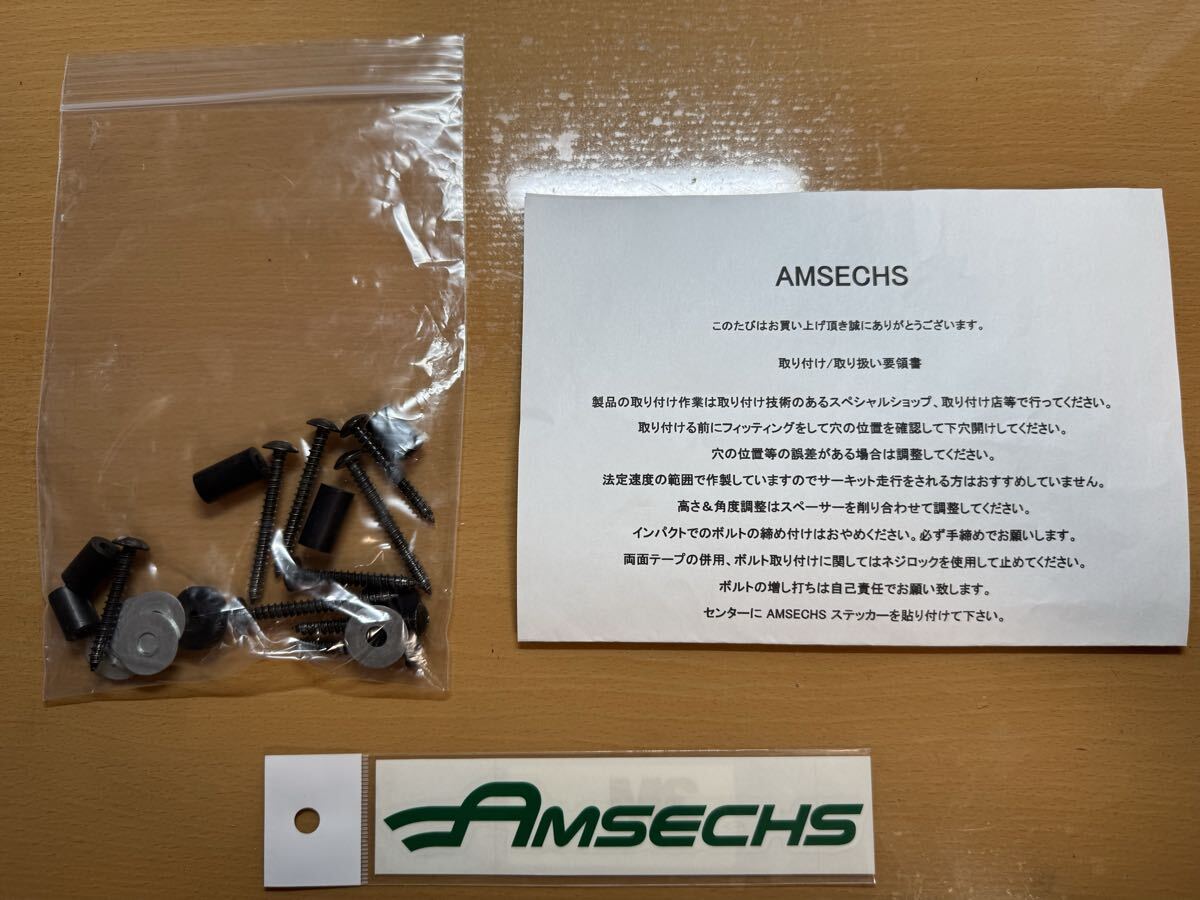 AMSECHS
このたびはお買い上げ頂き誠にありがとうございます。
取り付け/取り扱い要領書
製品の取り付け作業は取り付け技術のあるスペシャルショップ、取り付け店等で行ってください。
取り付ける前にフィッティングをして穴の位置を確認して下穴開けしてください。
穴の位置等の誤差がある場合は調整してください。
法定速度の範囲で作製していますのでサーキット走行をされる方はおすすめしていません。
高さ＆角度調整はスペーサーを削り合わせて調整してください。
インパクトでのボルトの締め付けはおやめください。必ず手締めでお願いします。
両面テープの併用、ボルト取り付けに関してはネジロックを使用して止めてください。
ボルトの増し打ちは自己責任でお願い致します。
センターに AMSECHS ステッカーを貼り付けて下さい。
AMSECHS